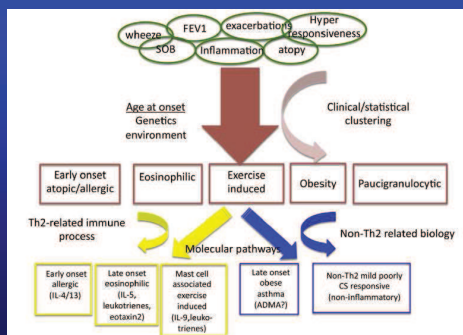 wheeze
FEV1
exacerbations
Hyper
responsiveness
SOB
Inflammation
atopy
Age at onset
Genetics
environment
Clinical/statistical
clustering
Early onset
atopic/allergic
Eosinophilic
Exercise
induced
Obesity
Paucigranulocytic
Th2-related immune
process
Molecular pathways
Non-Th2 related biology
Early onset
allergic
(IL-4/13)
Late onset
eosinophilic
(IL-5,
leukotrienes,
eotaxin2)
Mast cell
associated
exercise
induced
(IL-9,leuko-
trienes)
Late onset
obese
asthma
(ADMA?)
Non-Th2 mild poorly
CS responsive
(non-inflammatory)